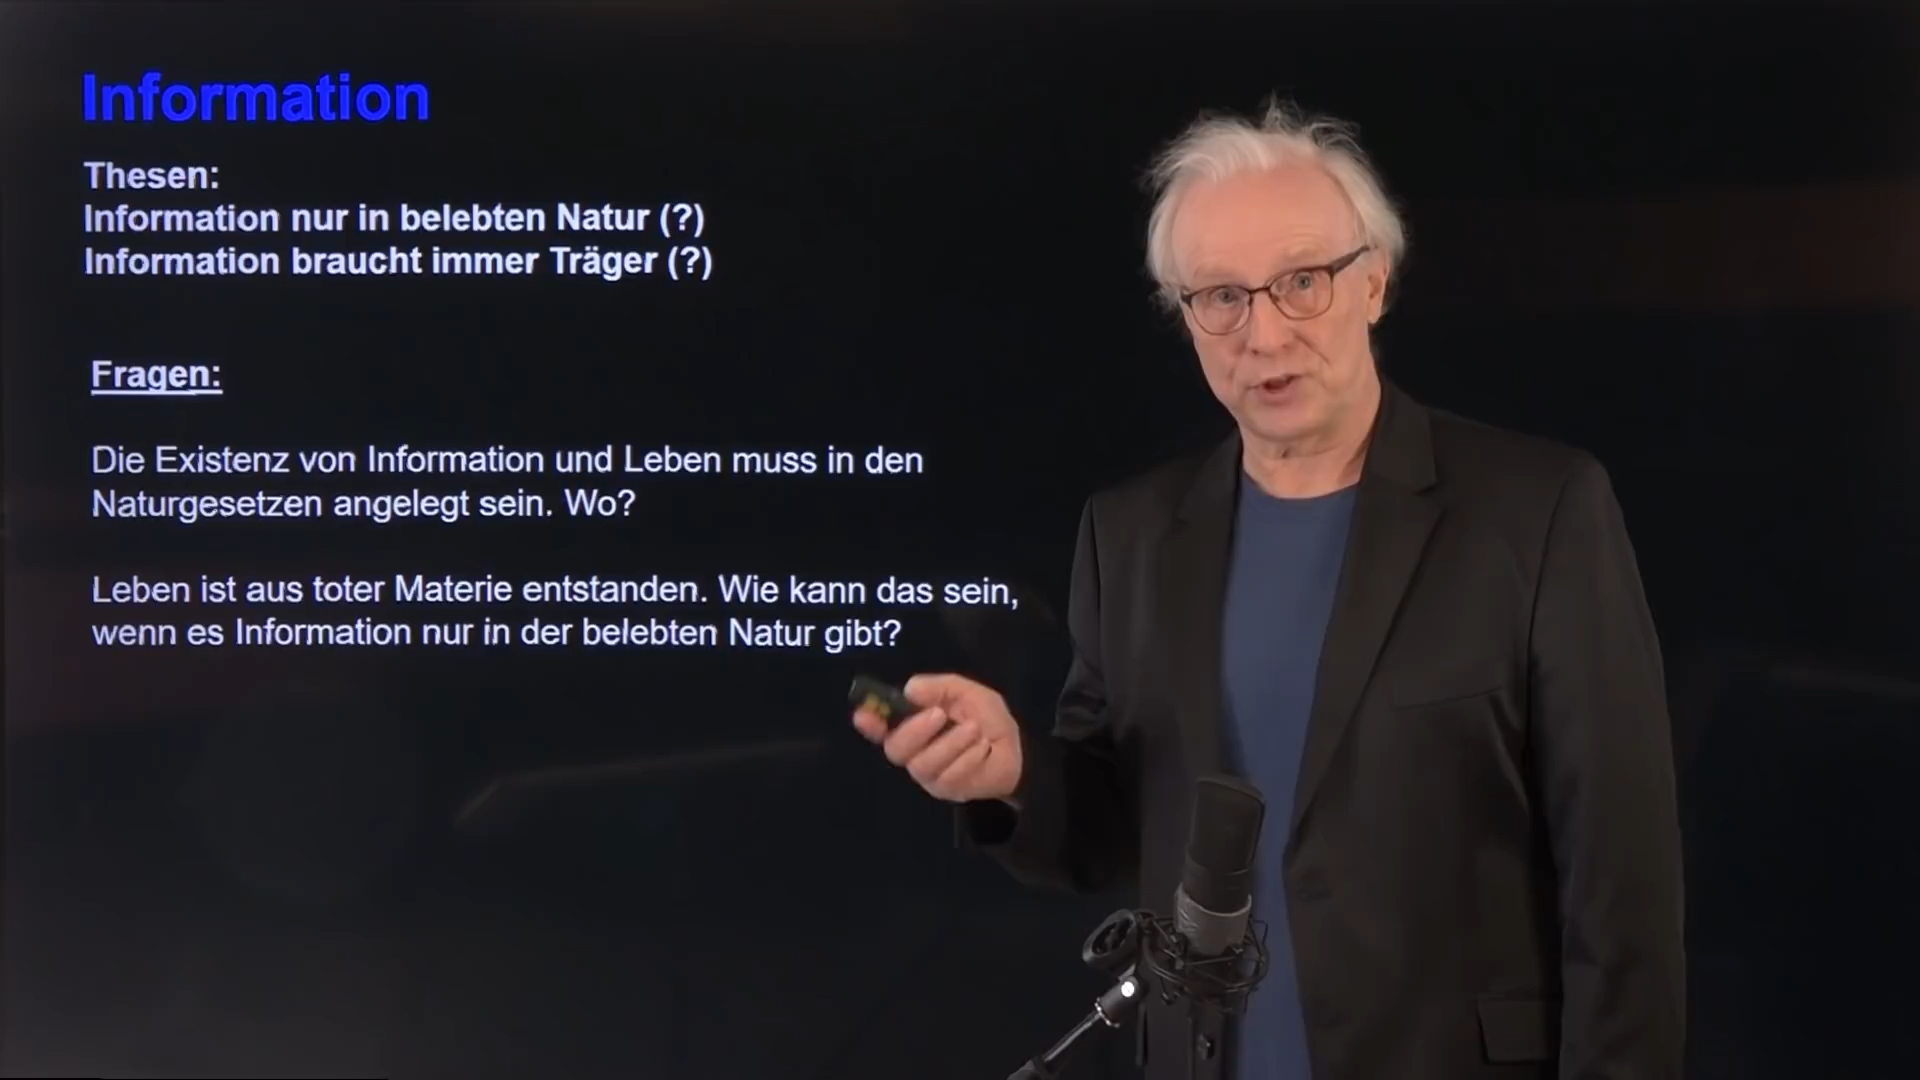 Information
Thesen:
Information nur in belebten Natur (?)
Information braucht immer Träger (?)
Fragen:
Die Existenz von Information und Leben muss in den
Naturgesetzen angelegt sein. Wo?
Leben ist aus toter Materie entstanden. Wie kann das sein,
wenn es Information nur in der belebten Natur gibt?